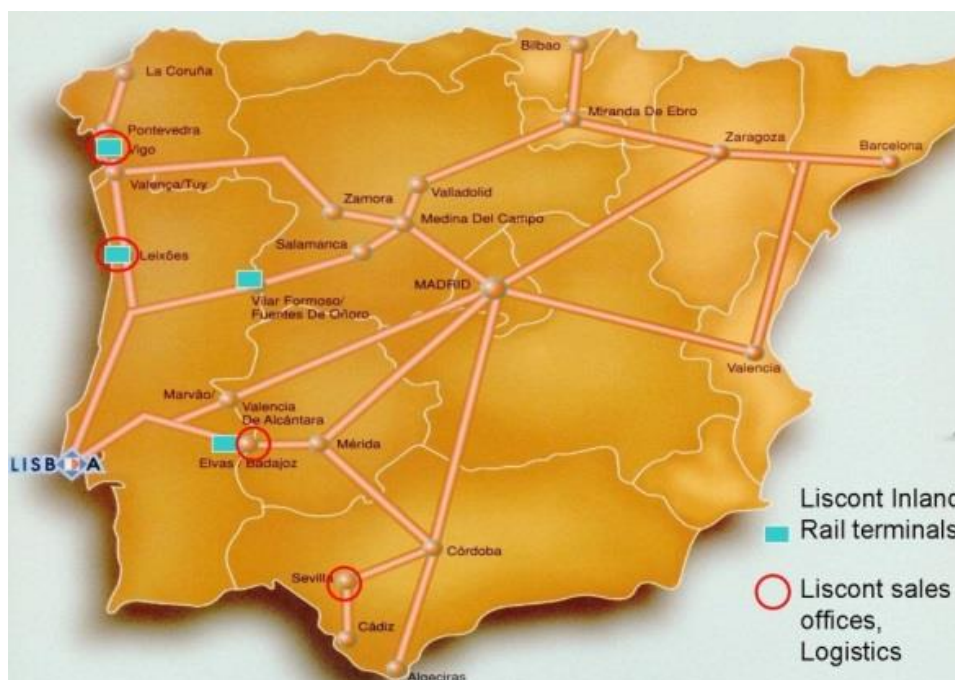 Bilbao
La Coruña
Miranda De Ebro
Pontevedra
Zaragoza
Barcelona
Vigo
Valença/Tuy
Zamora
Valladolid
Medina Del Campo
Salamanca
Leixões
MADRID
Vilar Formoso/
Fuentes De Oñoro
Valencia
Marvão/
Valencia
De Alcántara
Mérida
LISBOA
Elvas / Badajoz
Liscont Inland
Rail terminals
Córdoba
Sevilla
Liscont sales
offices,
Logistics
Cádiz
Algeciras